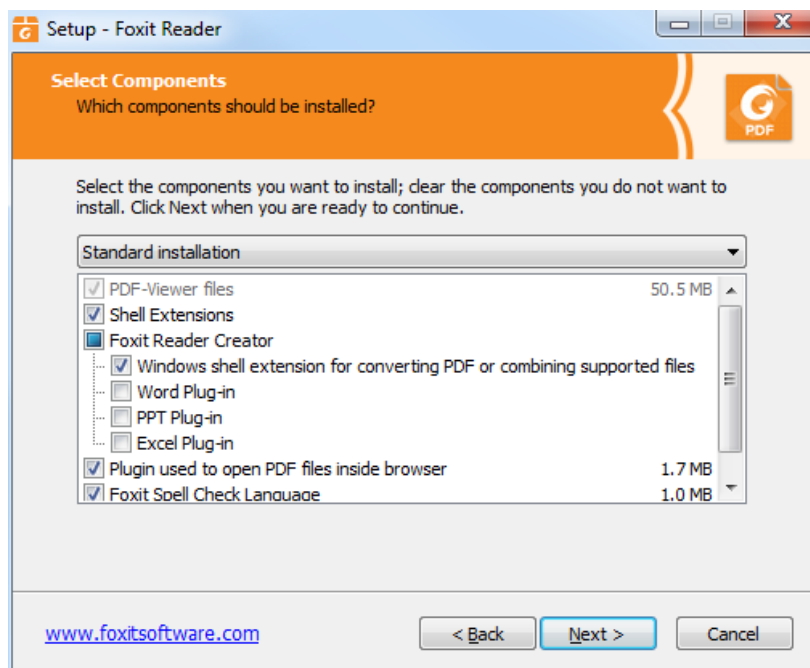 Setup - Foxit Reader
Select Components
Which components should be installed?
PDF
Select the components you want to install; clear the components you do not want to
install. Click Next when you are ready to continue.
Standard installation
PDF-Viewer files 50.5 MB
Shell Extensions
Foxit Reader Creator
Windows shell extension for converting PDF or combining supported files
Word Plug-in
PPT Plug-in
Excel Plug-in
Plugin used to open PDF files inside browser 1.7 MB
Foxit Spell Check Language 1.0 MB
www.foxitsoftware.com < Back Next > Cancel